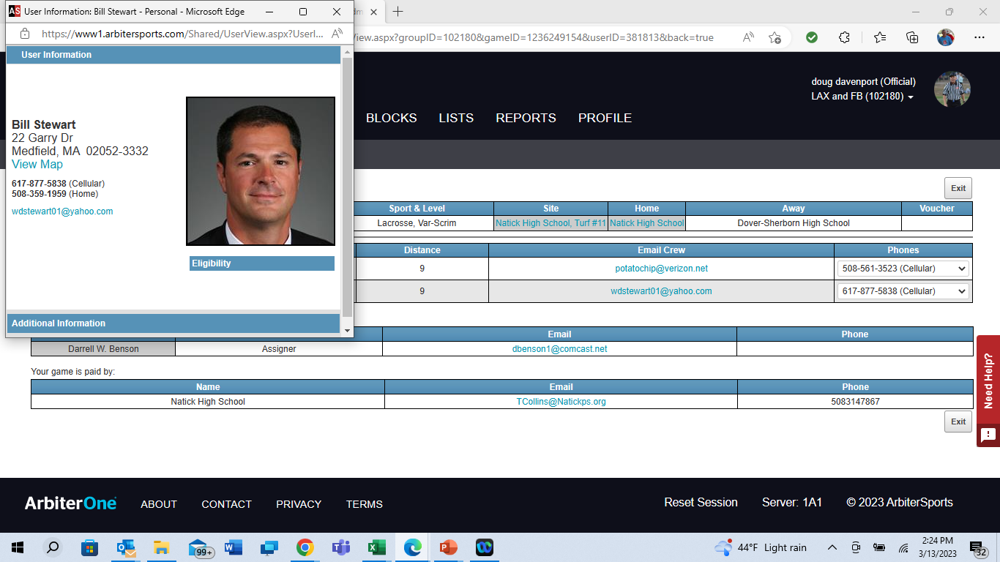 User Information: Bill Stewart - Personal - Microsoft Edge
https://www1.arbitersports.com/Shared/UserView.aspx?UserI...
iew.aspx?groupID=102180&gameID=1236249154&userID=381813&back=true
User Information
doug davenport (Official)
LAX and FB (102180)
BLOCKS LISTS REPORTS PROFILE
Bill Stewart
22 Garry Dr
Medfield, MA 02052-3332
View Map
617-877-5838 (Cellular)
508-359-1959 (Home)
wdstewart01@yahoo.com
Eligibility
Additional Information
Exit
Sport & Level Site Home Away Voucher
Lacrosse, Var-Scrim Natick High School, Turf #11 Natick High School Dover-Sherborn High School
Distance Email Crew Phones
9 potatochip@verizon.net 508-561-3523 (Cellular)
9 wdstewart01@yahoo.com 617-877-5838 (Cellular)
Email Phone
Darrell W. Benson Assigner dbenson1@comcast.net
Your game is paid by:
Name Email Phone
Natick High School TCollins@Natickps.org 5083147867
Exit
Need Help?
ArbiterOne ABOUT CONTACT PRIVACY TERMS Reset Session Server: 1A1 © 2023 ArbiterSports
99+
44°F Light rain
2:24 PM
3/13/2023
32